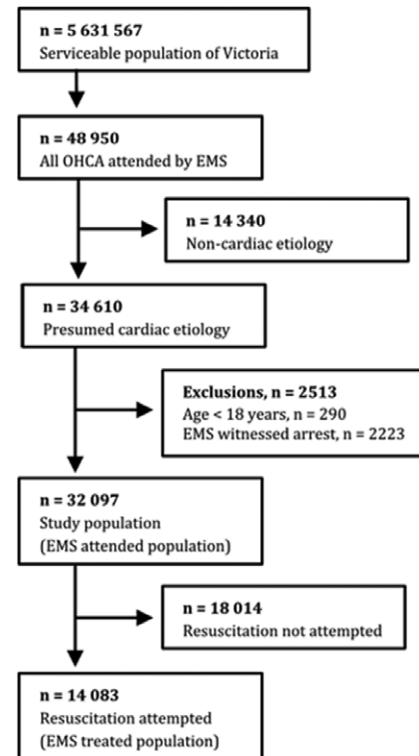 n = 5 631 567
Serviceable population of Victoria
n = 48 950
All OHCA attended by EMS
n = 14 340
Non-cardiac etiology
n = 34 610
Presumed cardiac etiology
Exclusions, n = 2513
Age < 18 years, n = 290
EMS witnessed arrest, n = 2223
n = 32 097
Study population
(EMS attended population)
n = 18 014
Resuscitation not attempted
n = 14 083
Resuscitation attempted
(EMS treated population)